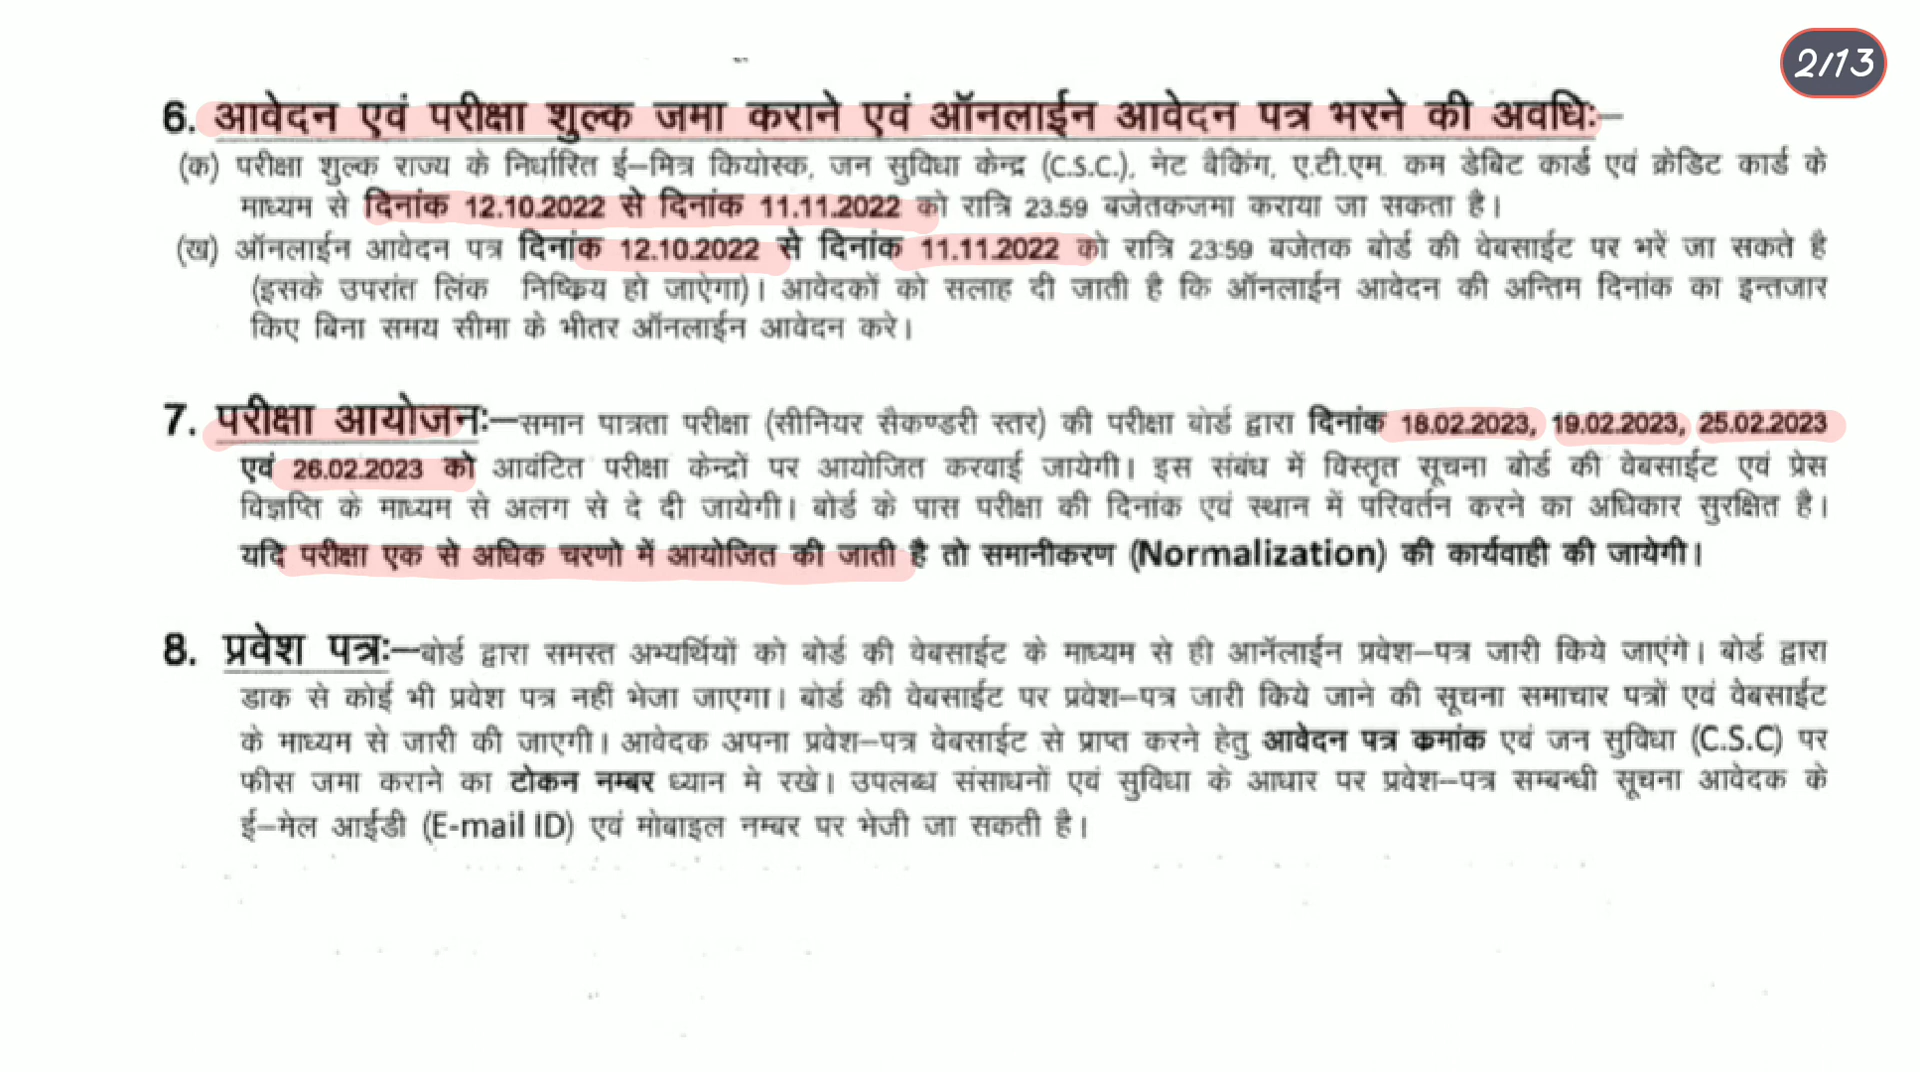 2/13
6. आवेदन एवं परीक्षा शुल्क जमा कराने एवं ऑनलाईन आवेदन पत्र भरने की अवधिः–
(क) परीक्षा शुल्क राज्य के निर्धारित ई–मित्र कियोस्क, जन सुविधा केन्द्र (C.S.C.), नेट बैकिंग, ए.टी.एम. कम डेबिट कार्ड एवं क्रेडिट कार्ड के
माध्यम से दिनांक 12.10.2022 से दिनांक 11.11.2022 को रात्रि 23.59 बजेतकजमा कराया जा सकता है।
(ख) ऑनलाईन आवेदन पत्र दिनांक 12.10.2022 से दिनांक 11.11.2022 को रात्रि 23:59 बजेतक बोर्ड की वेबसाईट पर भरें जा सकते है
(इसके उपरांत लिंक निष्क्रिय हो जाऐगा)। आवेदकों को सलाह दी जाती है कि ऑनलाईन आवेदन की अन्तिम दिनांक का इन्तजार
किए बिना समय सीमा के भीतर ऑनलाईन आवेदन करे।
7. परीक्षा आयोजनः–समान पात्रता परीक्षा (सीनियर सैकण्डरी स्तर) की परीक्षा बोर्ड द्वारा दिनांक 18.02.2023, 19.02.2023, 25.02.2023
एवं 26.02.2023 को आवंटित परीक्षा केन्द्रों पर आयोजित करवाई जायेगी। इस संबंध में विस्तृत सूचना बोर्ड की वेबसाईट एवं प्रेस
विज्ञप्ति के माध्यम से अलग से दे दी जायेगी। बोर्ड के पास परीक्षा की दिनांक एवं स्थान में परिवर्तन करने का अधिकार सुरक्षित है।
यदि परीक्षा एक से अधिक चरणो में आयोजित की जाती है तो समानीकरण (Normalization) की कार्यवाही की जायेगी।
8. प्रवेश पत्रः–बोर्ड द्वारा समस्त अभ्यर्थियों को बोर्ड की वेबसाईट के माध्यम से ही आनॅलाईन प्रवेश–पत्र जारी किये जाएंगे। बोर्ड द्वारा
डाक से कोई भी प्रवेश पत्र नहीं भेजा जाएगा। बोर्ड की वेबसाईट पर प्रवेश–पत्र जारी किये जाने की सूचना समाचार पत्रों एवं वेबसाईट
के माध्यम से जारी की जाएगी। आवेदक अपना प्रवेश–पत्र वेबसाईट से प्राप्त करने हेतु आवेदन पत्र कमांक एवं जन सुविधा (C.S.C) पर
फीस जमा कराने का टोकन नम्बर ध्यान मे रखे। उपलब्ध संसाधनों एवं सुविधा के आधार पर प्रवेश–पत्र सम्बन्धी सूचना आवेदक के
ई–मेल आईडी (E-mail ID) एवं मोबाइल नम्बर पर भेजी जा सकती है।